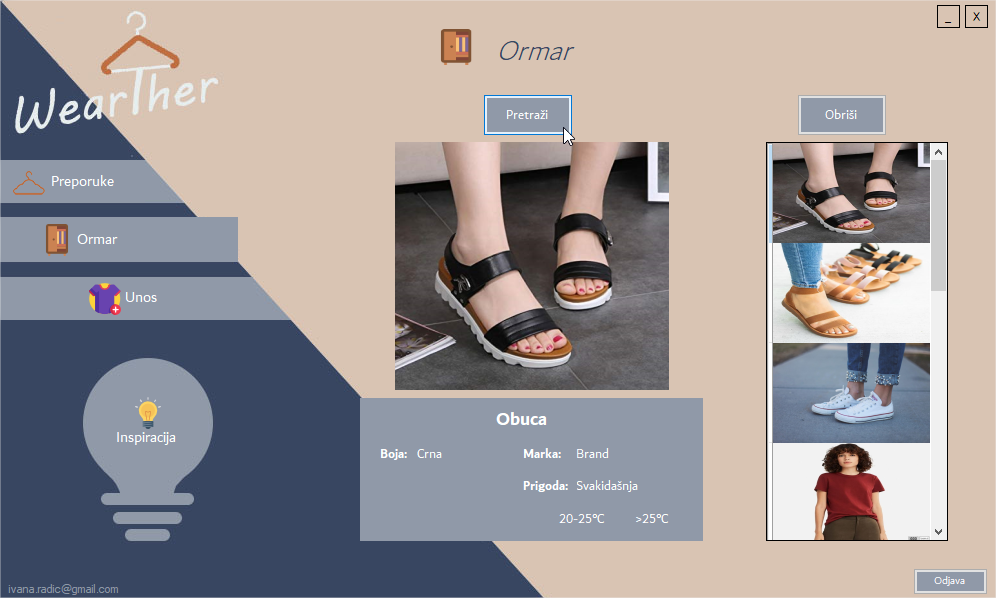 _ X
WearTher
Ormar
Pretraži
Obriši
Preporuke
Ormar
Unos
Inspiracija
Obuca
Boja: Crna
Marka: Brand
Prigoda: Svakidašnja
20-25°C >25°C
ivana.radic@gmail.com
Odjava